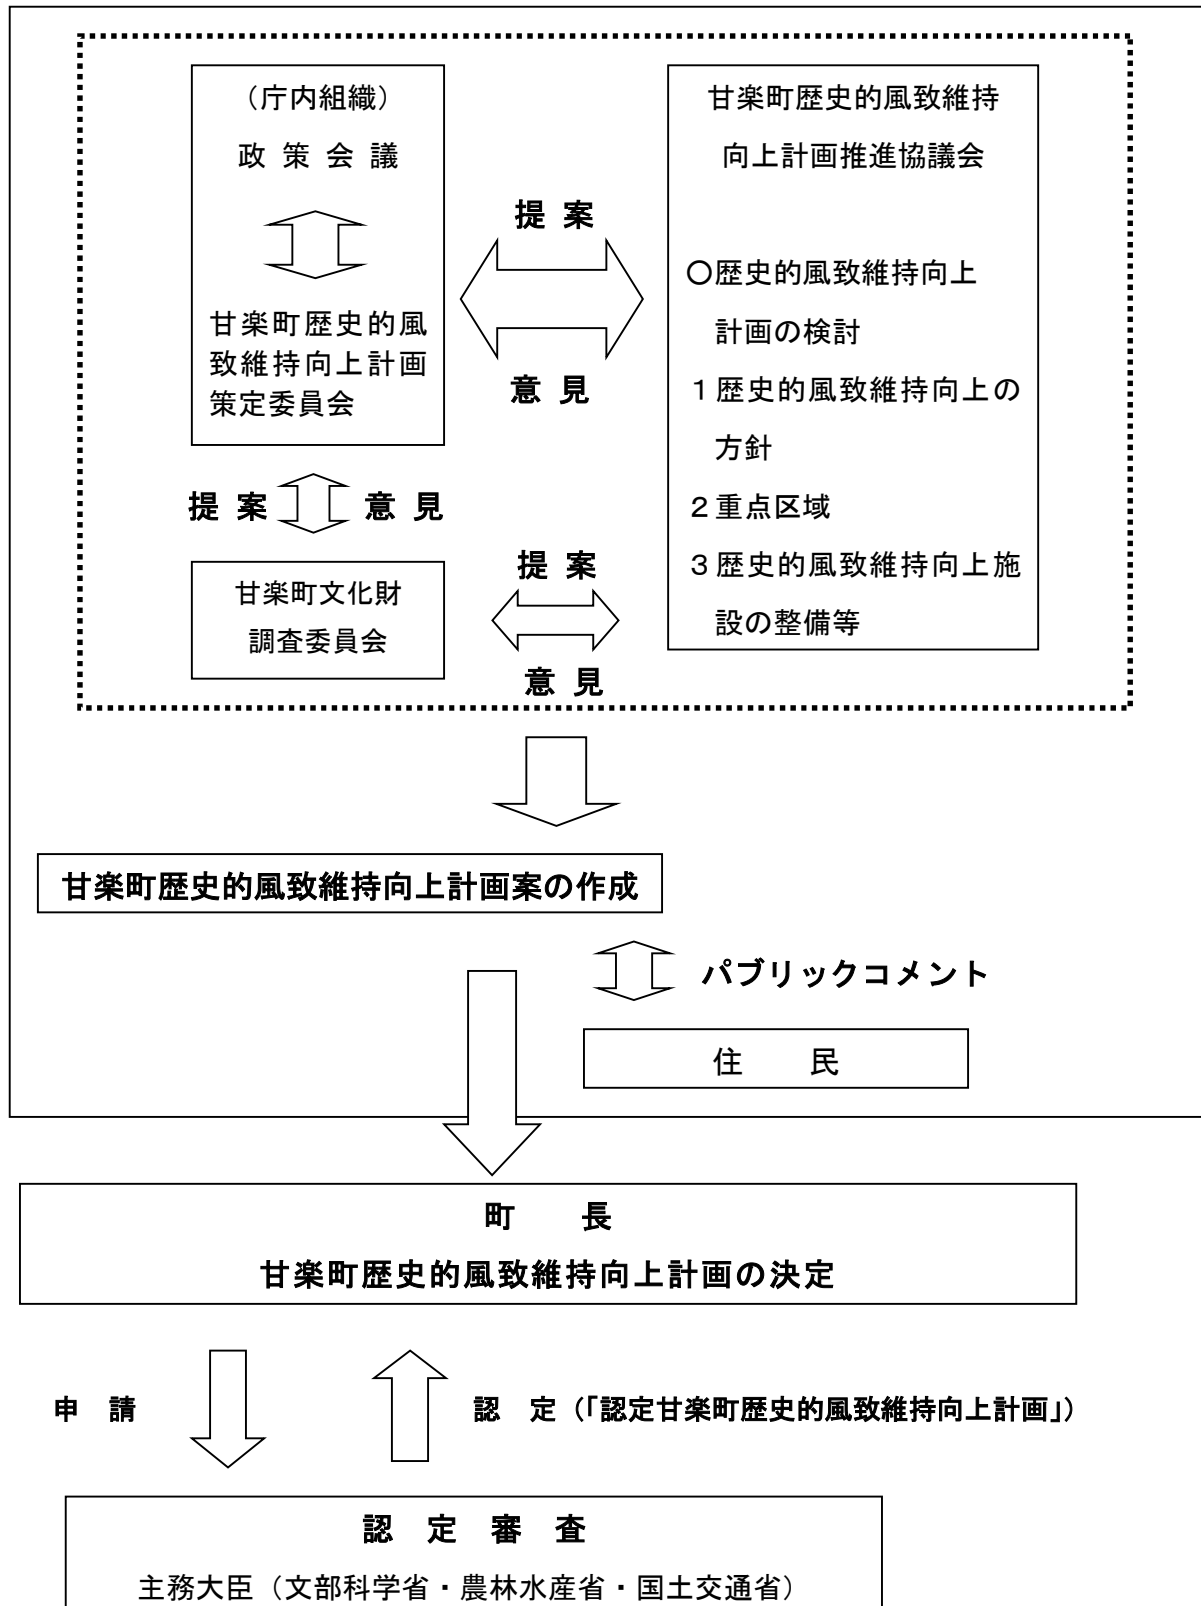 （庁内組織）
政 策 会 議
甘楽町歴史的風
致維持向上計画
策定委員会
提 案
意 見
甘楽町歴史的風致維持
向上計画推進協議会
〇歴史的風致維持向上
計画の検討
１歴史的風致維持向上の
方針
２重点区域
３歴史的風致維持向上施
設の整備等
提 案
意 見
甘楽町文化財
調査委員会
提 案
意 見
甘楽町歴史的風致維持向上計画案の作成
パブリックコメント
住　　民
町　　長
甘楽町歴史的風致維持向上計画の決定
申　請
認　定（「認定甘楽町歴史的風致維持向上計画」）
認　定　審　査
主務大臣（文部科学省・農林水産省・国土交通省）